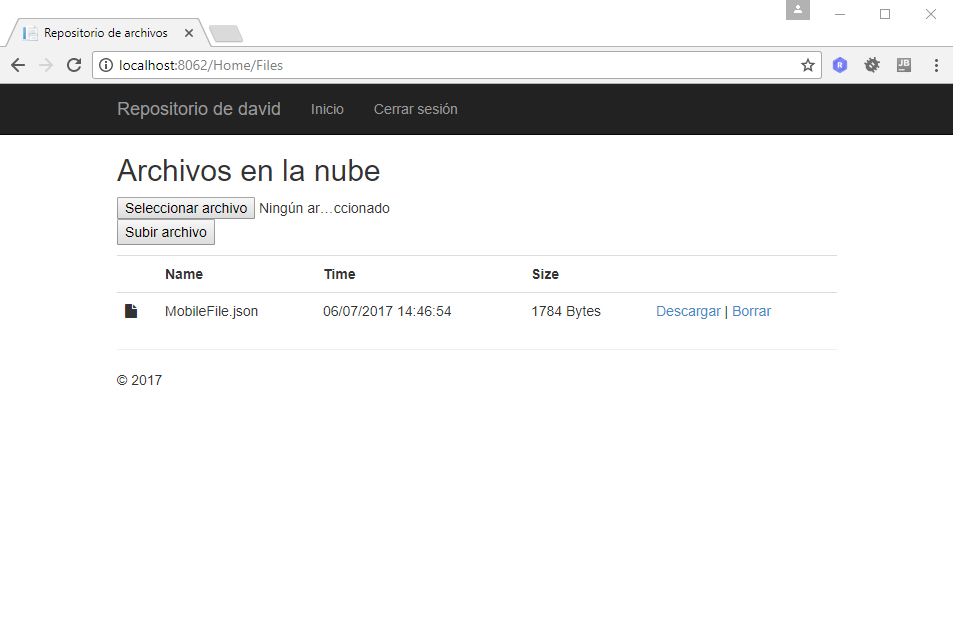 Repositorio de archivos
localhost:8062/Home/Files
Repositorio de david Inicio Cerrar sesión
Archivos en la nube
Seleccionar archivo Ningún ar…ccionado
Subir archivo
Name Time Size
MobileFile.json 06/07/2017 14:46:54 1784 Bytes Descargar | Borrar
© 2017